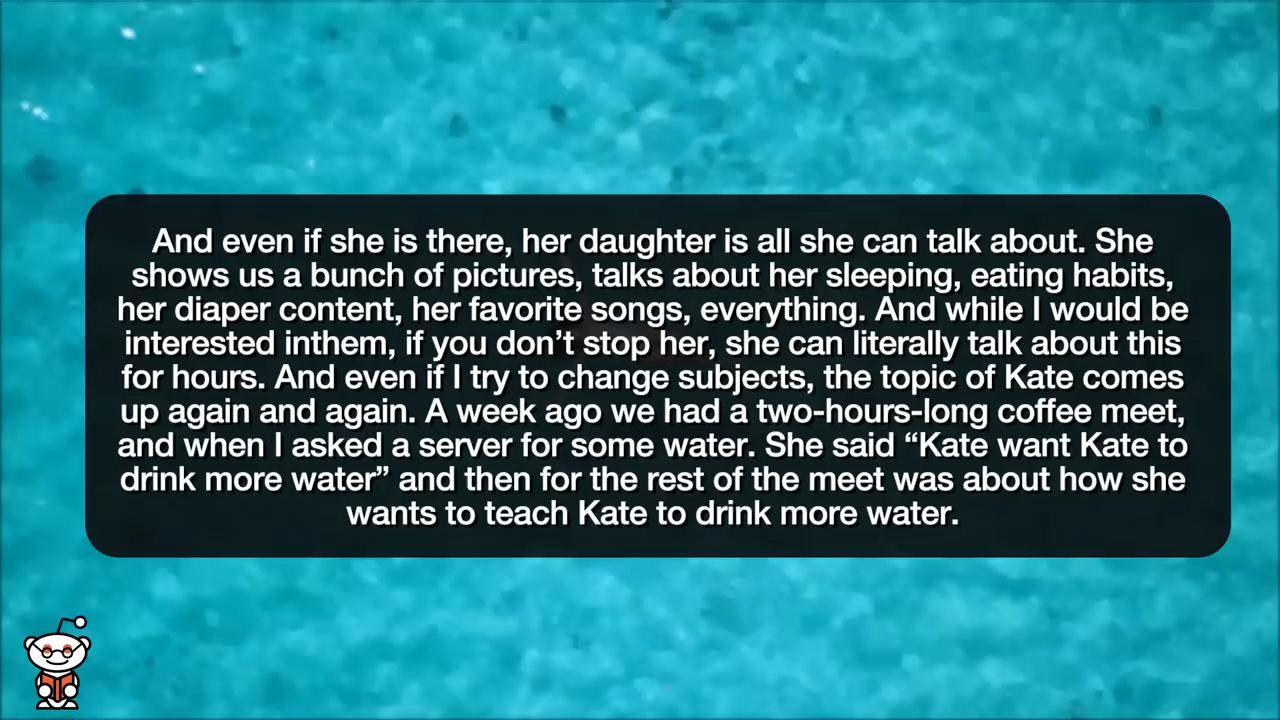 And even if she is there, her daughter is all she can talk about. She
shows us a bunch of pictures, talks about her sleeping, eating habits,
her diaper content, her favorite songs, everything. And while I would be
interested inthem, if you don’t stop her, she can literally talk about this
for hours. And even if I try to change subjects, the topic of Kate comes
up again and again. A week ago we had a two-hours-long coffee meet,
and when I asked a server for some water. She said “Kate want Kate to
drink more water” and then for the rest of the meet was about how she
wants to teach Kate to drink more water.